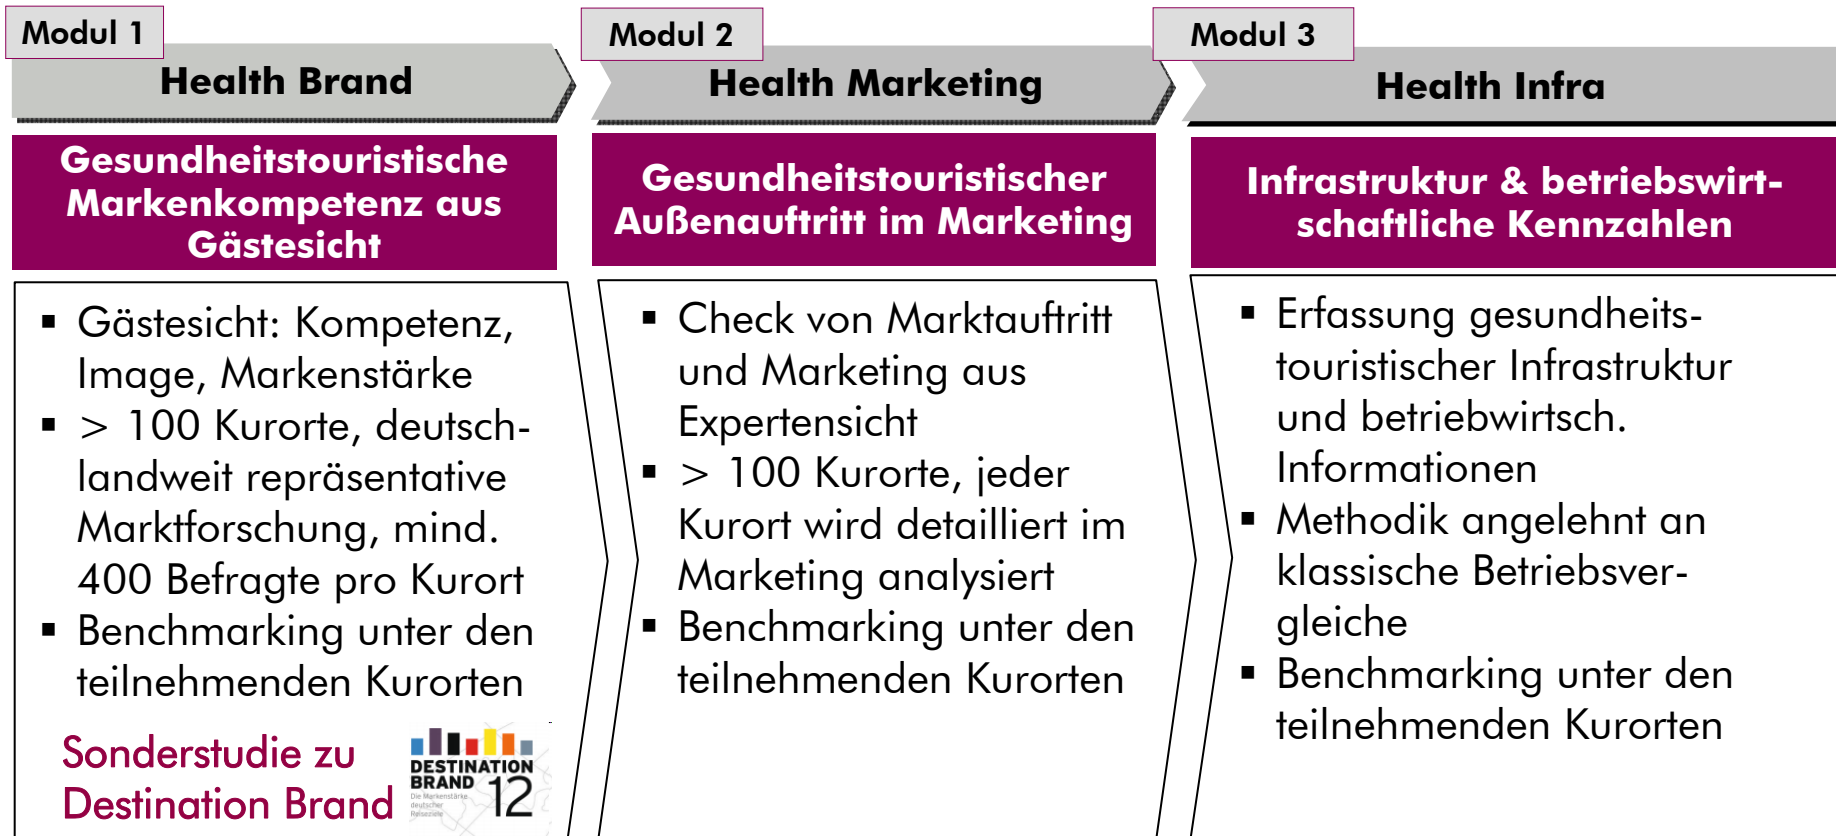 Modul 1
Health Brand
Gesundheitstouristische
Markenkompetenz aus
Gästesicht
▪ Gästesicht: Kompetenz,
Image, Markenstärke
▪ > 100 Kurorte, deutsch-
landweit repräsentative
Marktforschung, mind.
400 Befragte pro Kurort
▪ Benchmarking unter den
teilnehmenden Kurorten
Sonderstudie zu
Destination Brand
DESTINATION
BRAND
12
Die Markenstärke
deutscher
Reiseziele
Modul 2
Health Marketing
Gesundheitstouristischer
Außenauftritt im Marketing
▪ Check von Marktauftritt
und Marketing aus
Expertensicht
▪ > 100 Kurorte, jeder
Kurort wird detailliert im
Marketing analysiert
▪ Benchmarking unter den
teilnehmenden Kurorten
Modul 3
Health Infra
Infrastruktur & betriebswirt-
schaftliche Kennzahlen
▪ Erfassung gesundheits-
touristischer Infrastruktur
und betriebwirtsch.
Informationen
▪ Methodik angelehnt an
klassische Betriebsver-
gleiche
▪ Benchmarking unter den
teilnehmenden Kurorten